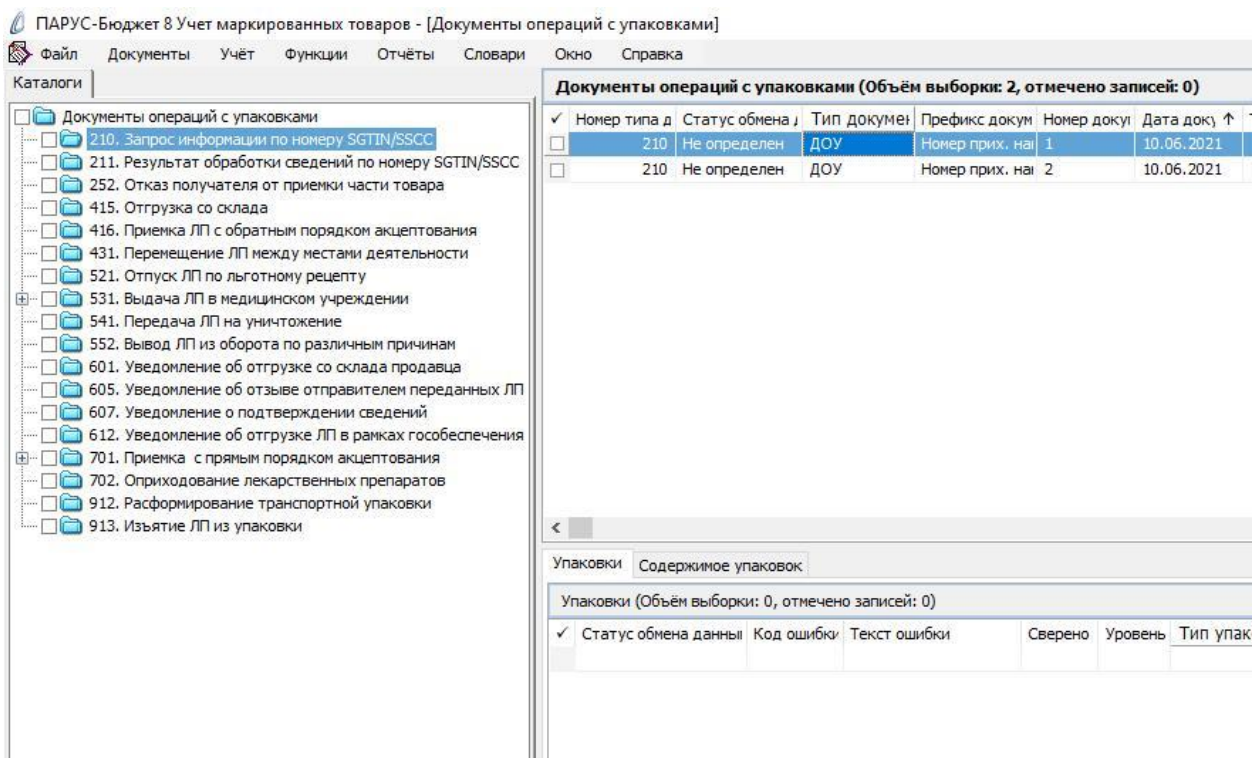 ПАРУС-Бюджет 8 Учет маркированных товаров - [Документы операций с упаковками]
Файл Документы Учёт Функции Отчёты Словари Окно Справка
Каталоги
Документы операций с упаковками
210. Запрос информации по номеру SGTIN/SSCC
211. Результат обработки сведений по номеру SGTIN/SSCC
252. Отказ получателя от приемки части товара
415. Отгрузка со склада
416. Приемка ЛП с обратным порядком акцептования
431. Перемещение ЛП между местами деятельности
521. Отпуск ЛП по льготному рецепту
531. Выдача ЛП в медицинском учреждении
541. Передача ЛП на уничтожение
552. Вывод ЛП из оборота по различным причинам
601. Уведомление об отгрузке со склада продавца
605. Уведомление об отзыве отправителем переданных ЛП
607. Уведомление о подтверждении сведений
612. Уведомление об отгрузке ЛП в рамках гособеспечения
701. Приемка с прямым порядком акцептования
702. Оприходование лекарственных препаратов
912. Расформирование транспортной упаковки
913. Изъятие ЛП из упаковки
Документы операций с упаковками (Объём выборки: 2, отмечено записей: 0)
Номер типа д Статус обмена Тип докумен Префикс докум Номер докум Дата доку
210 Не определен ДОУ Номер прих. на 1 10.06.2021
210 Не определен ДОУ Номер прих. на 2 10.06.2021
Упаковки Содержимое упаковок
Упаковки (Объём выборки: 0, отмечено записей: 0)
Статус обмена данны Код ошибки Текст ошибки Сверено Уровень Тип упак